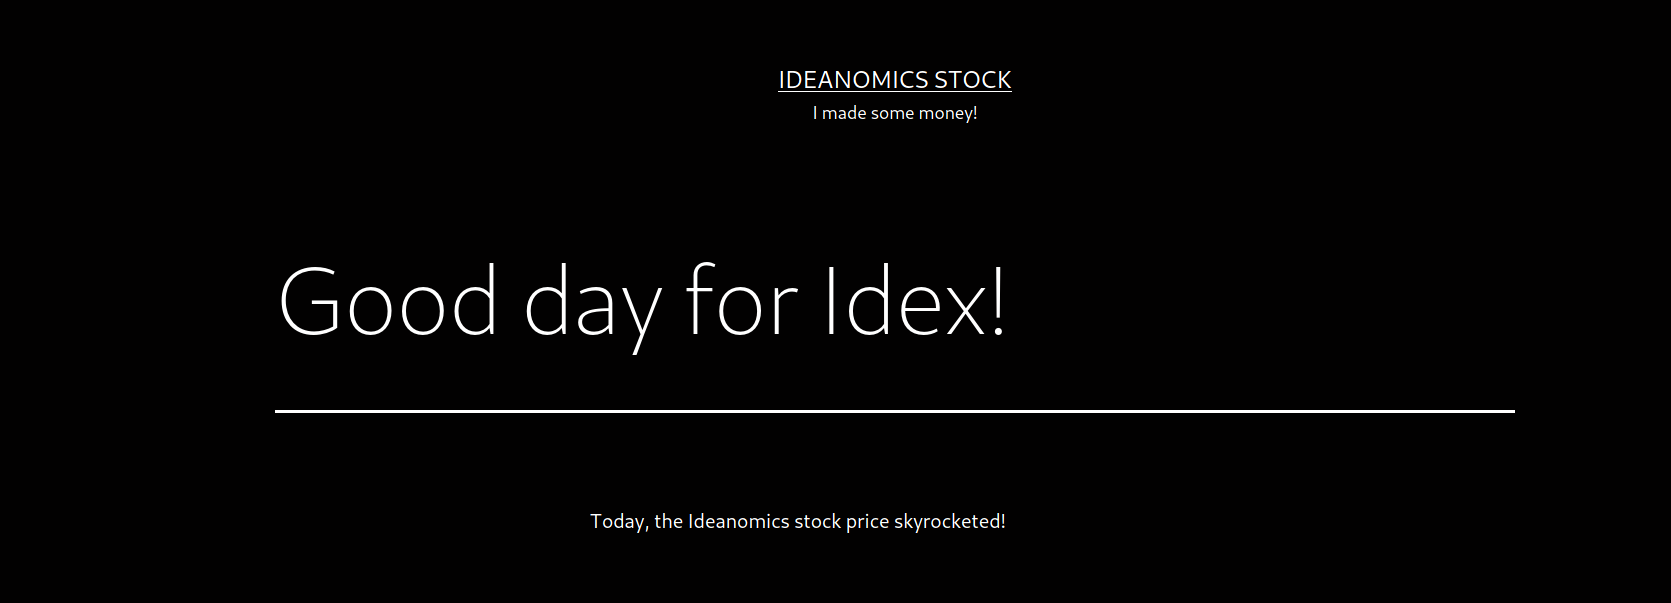 IDEANOMICS STOCK
I made some money!
Good day for Idex!
Today, the Ideanomics stock price skyrocketed!